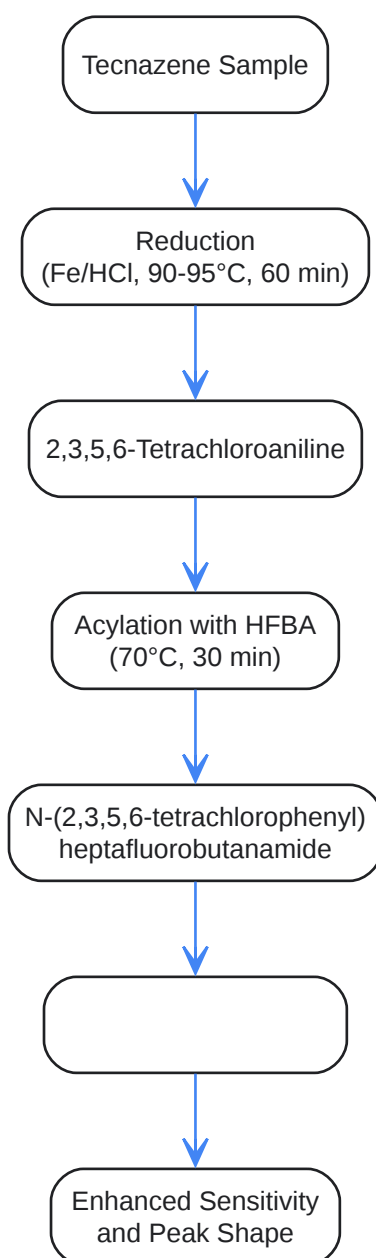 Tecnazene Sample
Reduction
(Fe/HCl, 90-95°C, 60 min)
2,3,5,6-Tetrachloroaniline
Acylation with HFBA
(70°C, 30 min)
N-(2,3,5,6-tetrachlorophenyl)
heptafluorobutanamide
Enhanced Sensitivity
and Peak Shape